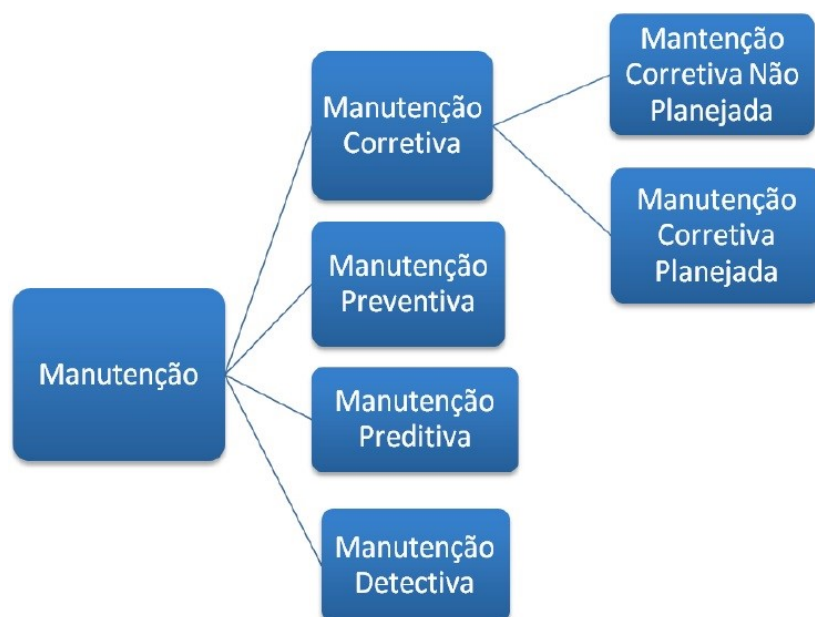 Manutenção
Manutenção
Corretiva
Manutenção
Preventiva
Manutenção
Preditiva
Manutenção
Detectiva
Mantenção
Corretiva Não
Planejada
Manutenção
Corretiva
Planejada